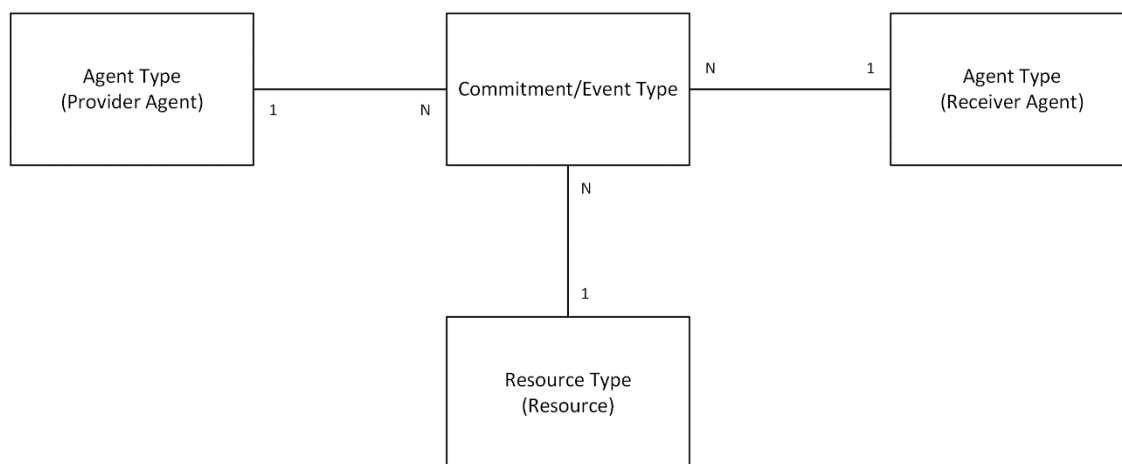 Agent Type
(Provider Agent)
1
N
Commitment/Event Type
N
1
Agent Type
(Receiver Agent)
N
1
Resource Type
(Resource)